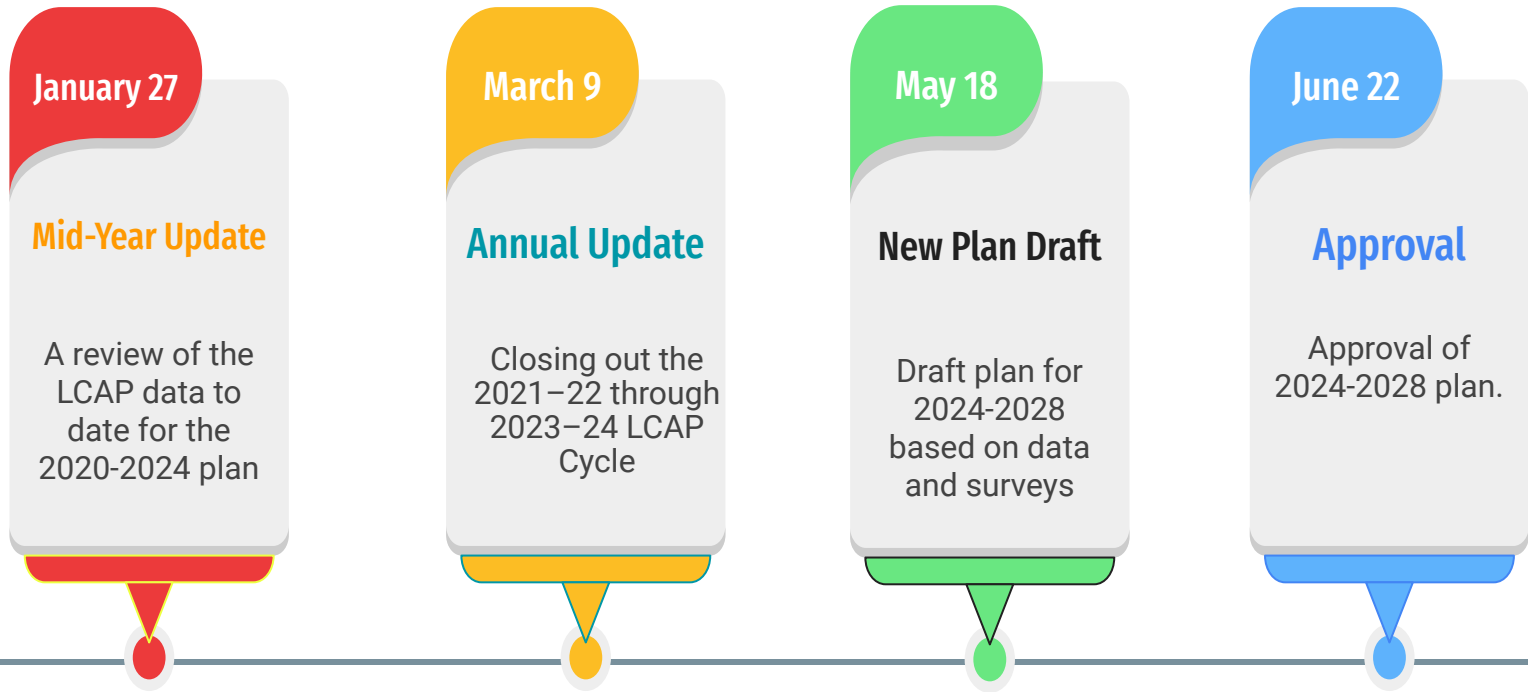 January 27
Mid-Year Update
A review of the
LCAP data to
date for the
2020-2024 plan
March 9
Annual Update
Closing out the
2021–22 through
2023–24 LCAP
Cycle
May 18
New Plan Draft
Draft plan for
2024-2028
based on data
and surveys
June 22
Approval
Approval of
2024-2028 plan.